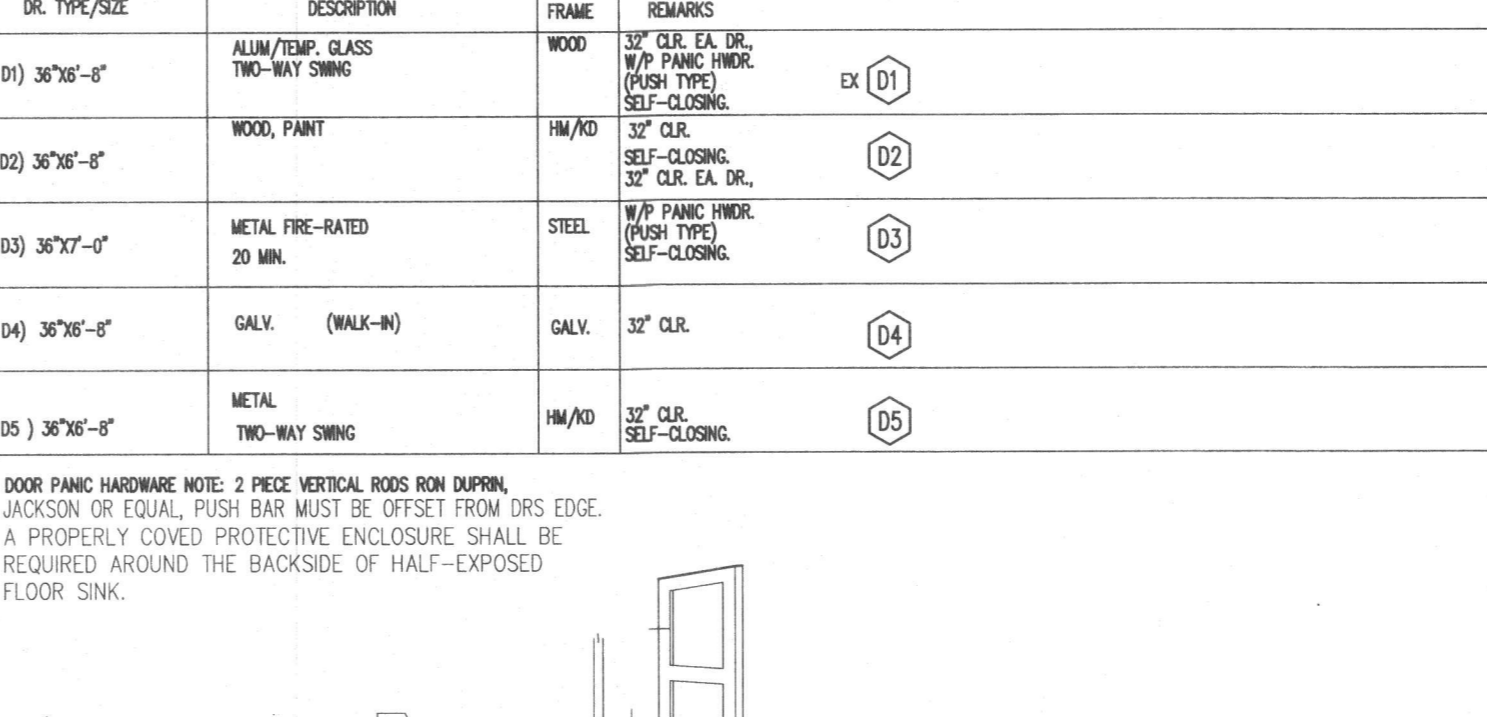 DR. TYPE/SIZE DESCRIPTION FRAME REMARKS
D1) 36"X6'-8" ALUM/TEMP. GLASS WOOD 32" CLR. EA. DR.,
TWO-WAY SWING W/P PANIC HWDR.
(PUSH TYPE) EX D1
SELF-CLOSING.
D2) 36"X6'-8" WOOD, PAINT HM/KD 32" CLR.
SELF-CLOSING. D2
32" CLR. EA. DR.,
D3) 36"X7'-0" METAL FIRE-RATED STEEL W/P PANIC HWDR.
20 MIN. (PUSH TYPE) D3
SELF-CLOSING.
D4) 36"X6'-8" GALV. (WALK-IN) GALV. 32" CLR. D4
D5 ) 36"X6'-8" METAL HM/KD 32" CLR. D5
TWO-WAY SWING SELF-CLOSING.
DOOR PANIC HARDWARE NOTE: 2 PIECE VERTICAL RODS RON DUPRIN,
JACKSON OR EQUAL, PUSH BAR MUST BE OFFSET FROM DRS EDGE.
A PROPERLY COVED PROTECTIVE ENCLOSURE SHALL BE
REQUIRED AROUND THE BACKSIDE OF HALF-EXPOSED
FLOOR SINK.